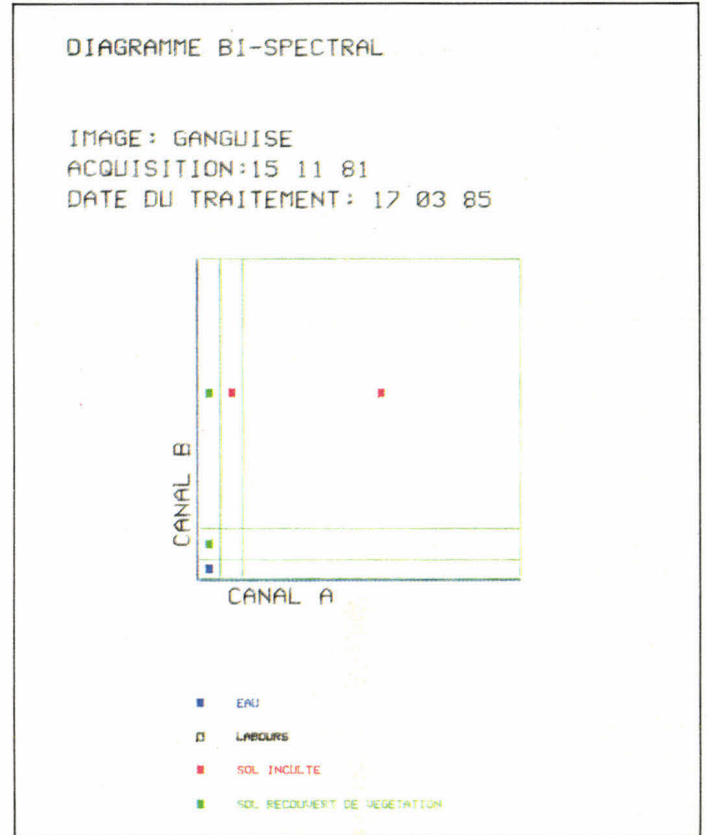 DIAGRAMME BI-SPECTRAL
IMAGE: GANGUISE
ACQUISITION:15 11 81
DATE DU TRAITEMENT: 17 03 85
CANAL B
CANAL A
EAU
LABOURS
SOL INCULTE
SOL RECOUVERT DE VEGETATION